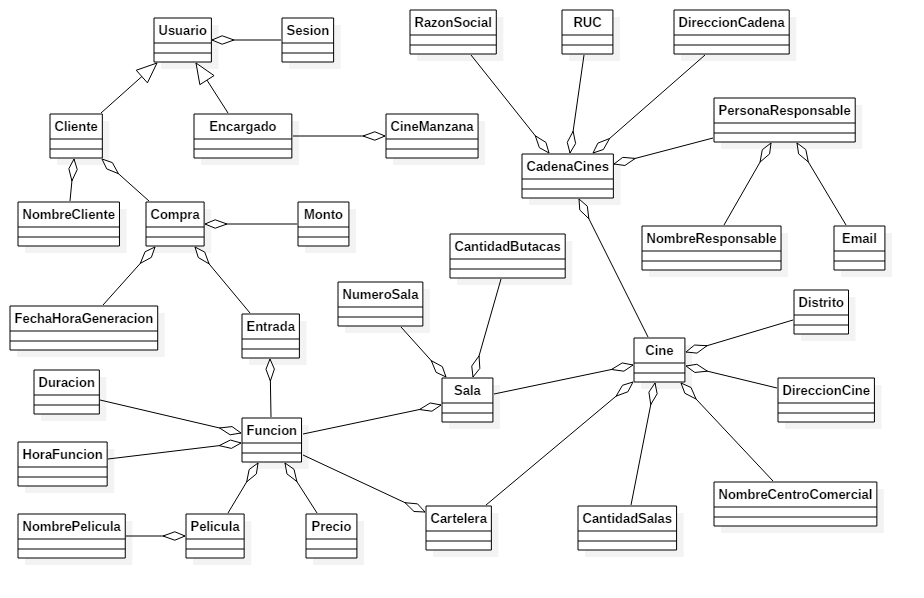 RazonSocial
RUC
DireccionCadena
Usuario
Sesion
PersonaResponsable
Cliente
Encargado
CineManzana
CadenaCines
NombreCliente
Compra
Monto
NombreResponsable
Email
CantidadButacas
NumeroSala
Distrito
FechaHoraGeneracion
Entrada
Cine
Duracion
Sala
DireccionCine
Funcion
HoraFuncion
NombreCentroComercial
NombrePelicula
Pelicula
Precio
Cartelera
CantidadSalas